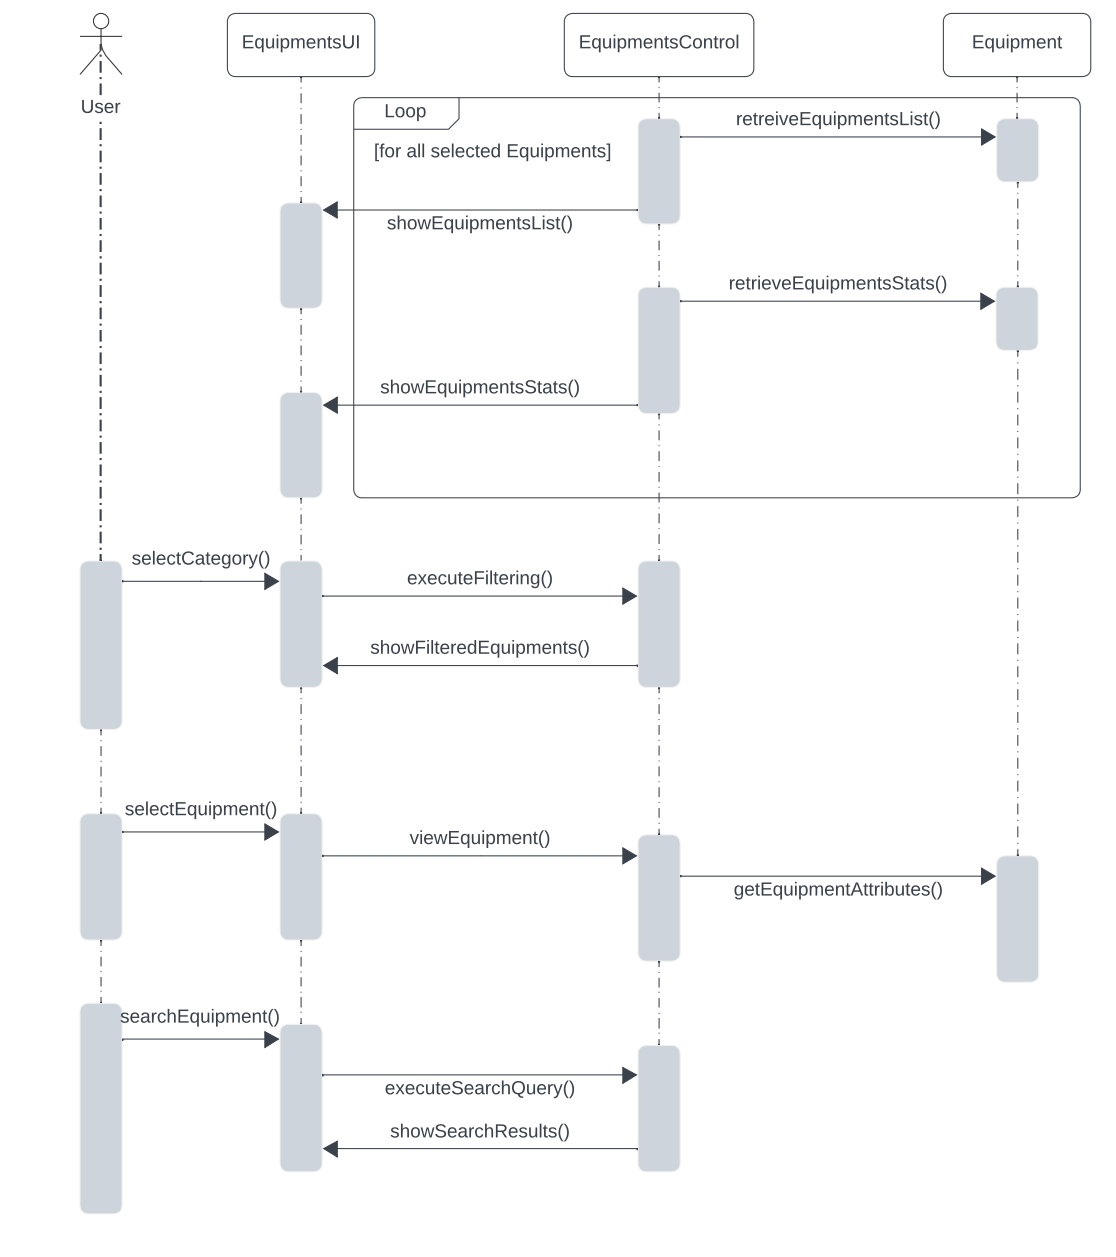 User
EquipmentsUI
EquipmentsControl
Equipment
Loop
[for all selected Equipments]
retreiveEquipmentsList()
showEquipmentsList()
retrieveEquipmentsStats()
showEquipmentsStats()
selectCategory()
executeFiltering()
showFilteredEquipments()
selectEquipment()
viewEquipment()
getEquipmentAttributes()
searchEquipment()
executeSearchQuery()
showSearchResults()